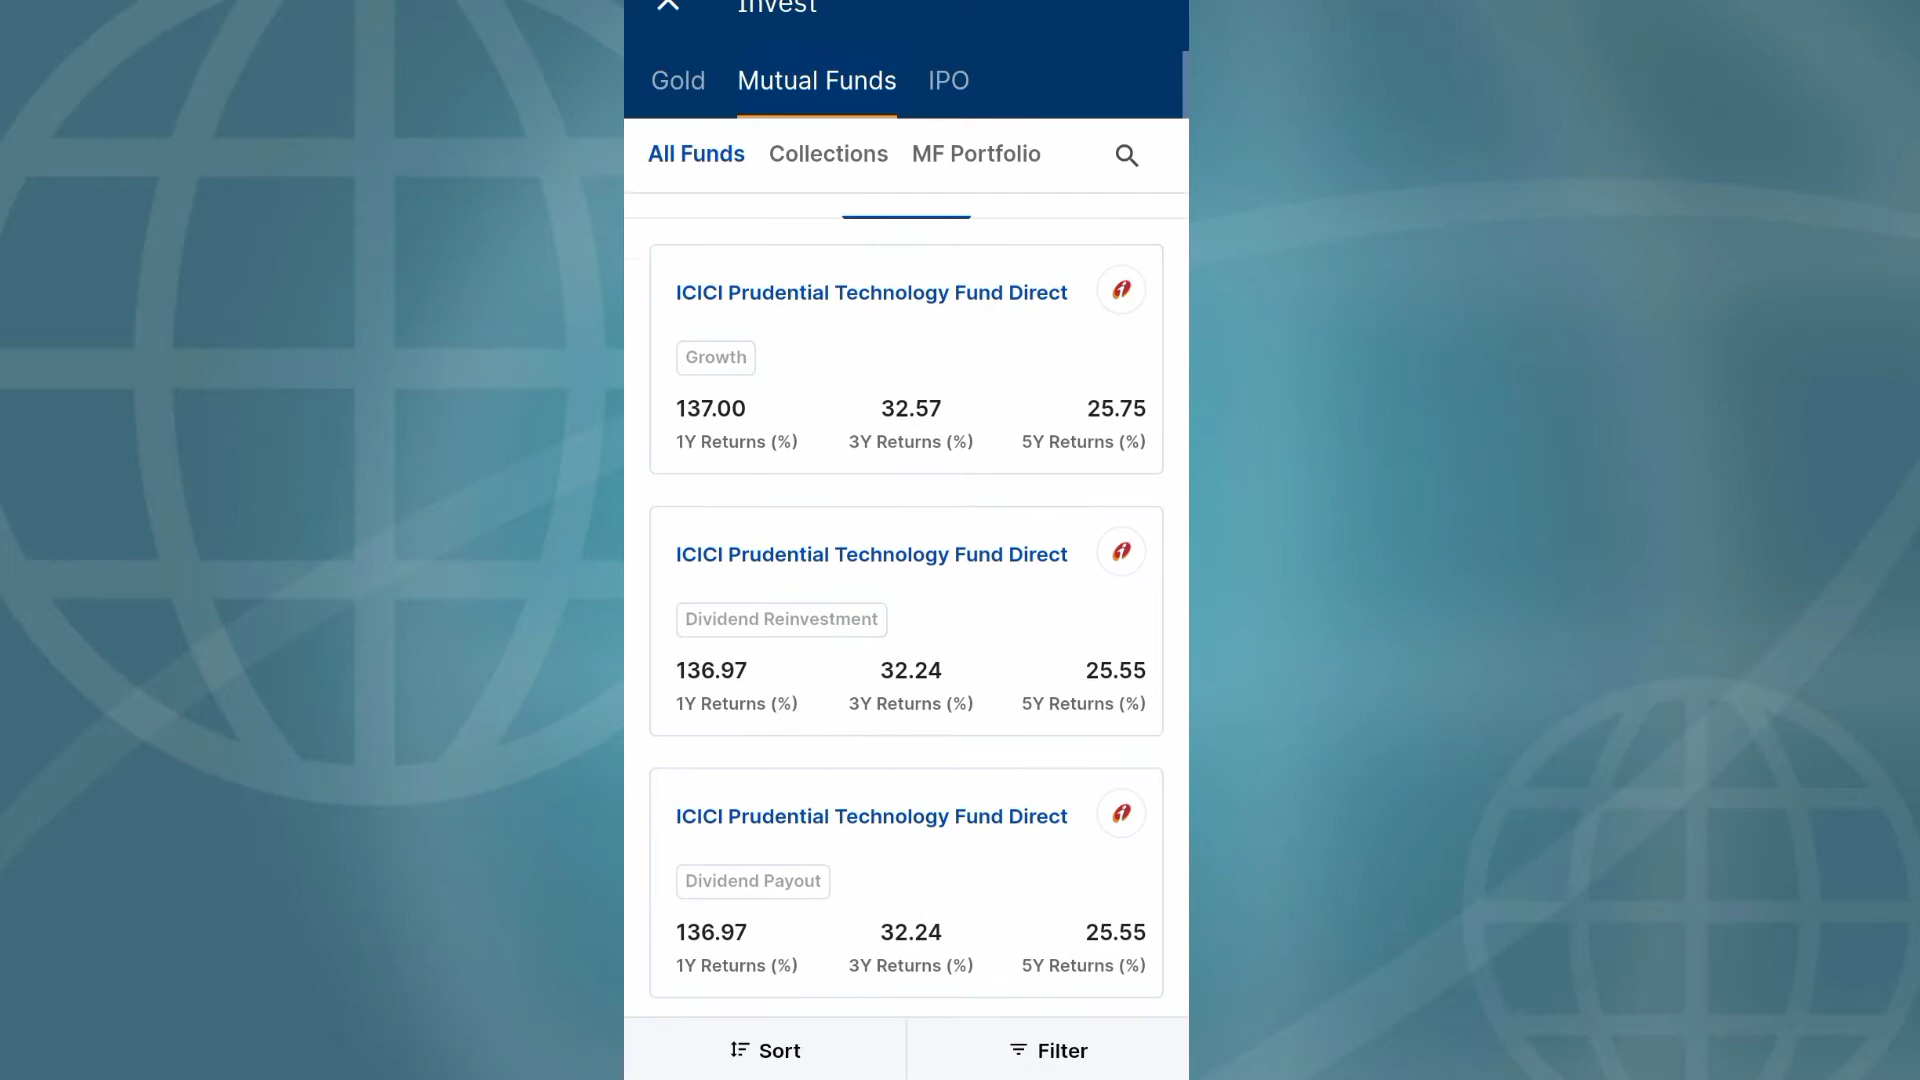 Invest
Gold Mutual Funds IPO
All Funds Collections MF Portfolio
ICICI Prudential Technology Fund Direct
Growth
137.00 32.57 25.75
1Y Returns (%) 3Y Returns (%) 5Y Returns (%)
ICICI Prudential Technology Fund Direct
Dividend Reinvestment
136.97 32.24 25.55
1Y Returns (%) 3Y Returns (%) 5Y Returns (%)
ICICI Prudential Technology Fund Direct
Dividend Payout
136.97 32.24 25.55
1Y Returns (%) 3Y Returns (%) 5Y Returns (%)
Sort Filter